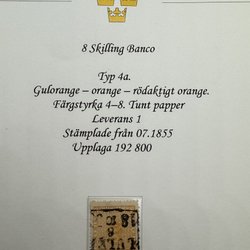 8 Skilling Banco
Typ 4a.
Gulorange – orange – rödaktigt orange.
Färgstyrka 4–8. Tunt papper
Leverans 1
Stämplade från 07.1855
Upplaga 192 800